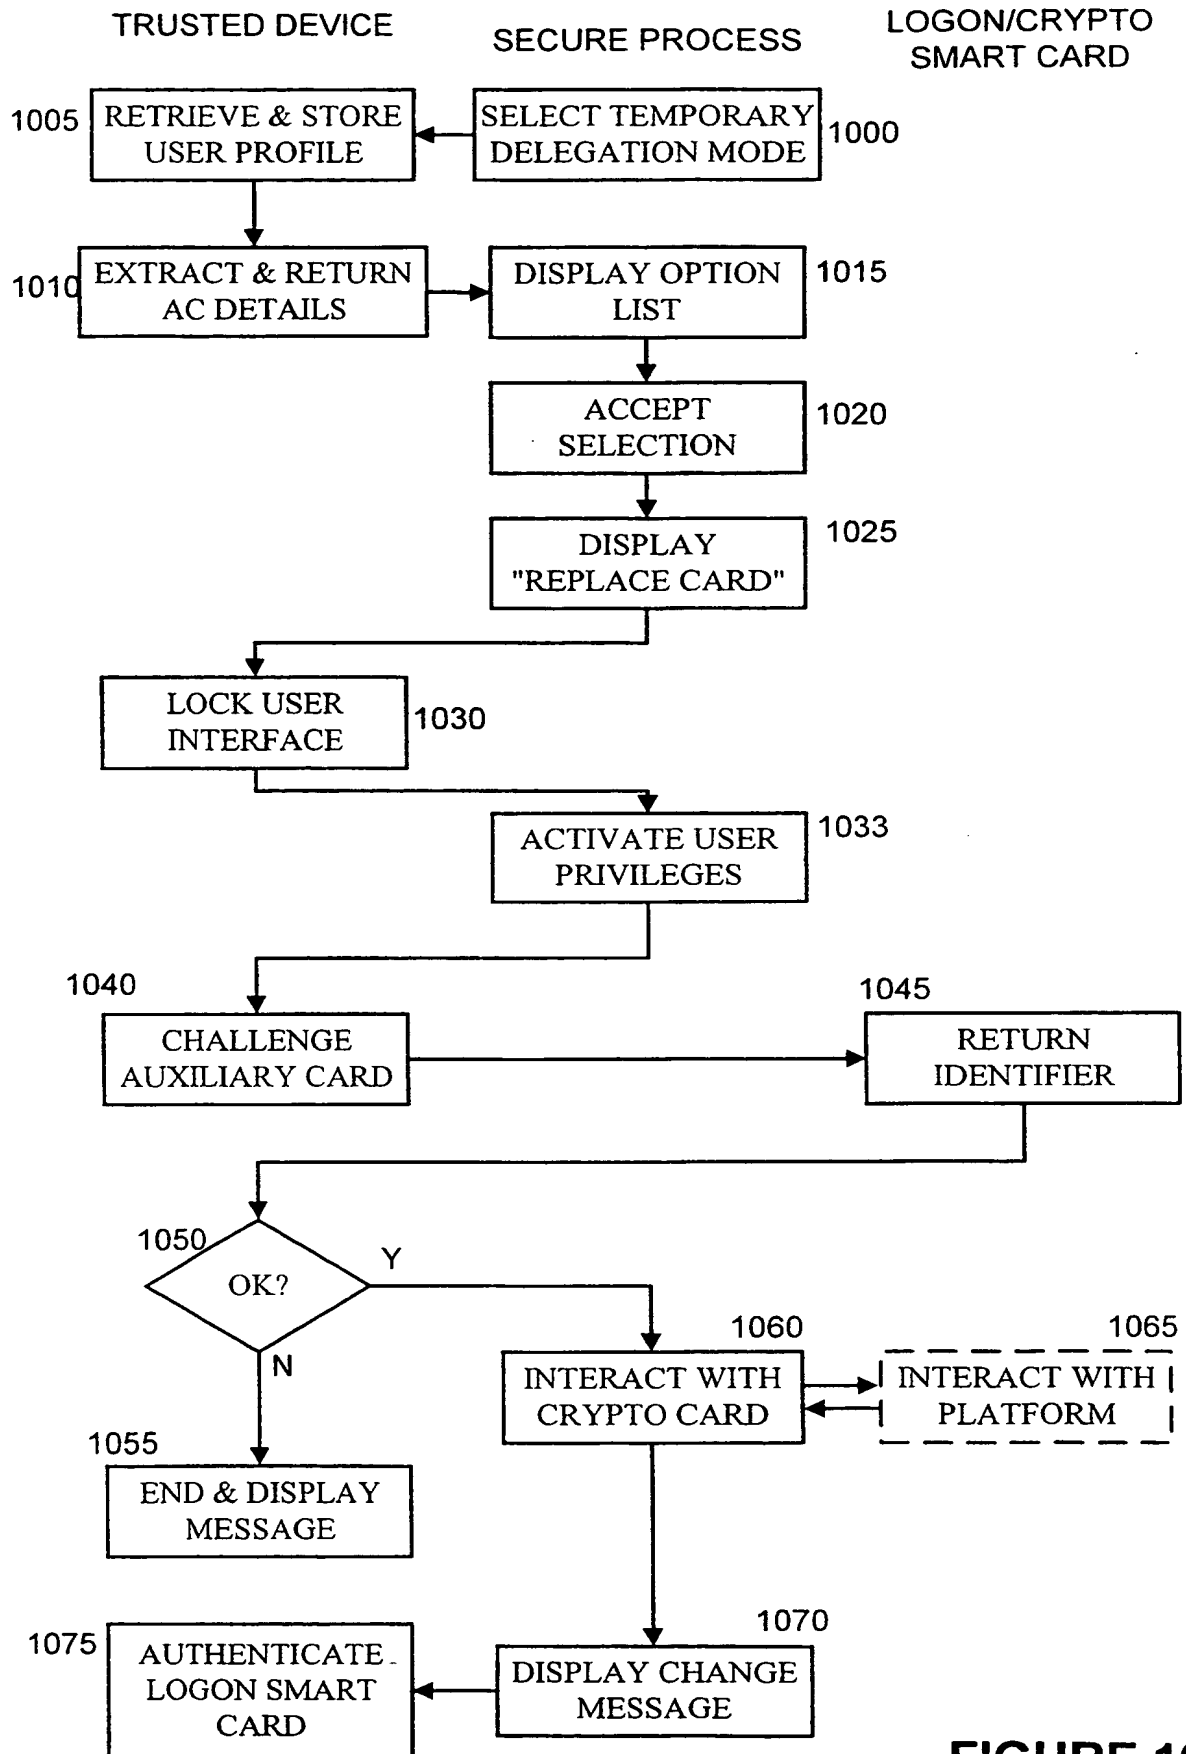 TRUSTED DEVICE
SECURE PROCESS
LOGON/CRYPTO
SMART CARD
1005
RETRIEVE & STORE
USER PROFILE
SELECT TEMPORARY
DELEGATION MODE
1000
1010
EXTRACT & RETURN
AC DETAILS
DISPLAY OPTION
LIST
1015
ACCEPT
SELECTION
1020
DISPLAY
"REPLACE CARD"
1025
LOCK USER
INTERFACE
1030
ACTIVATE USER
PRIVILEGES
1033
1040
CHALLENGE
AUXILIARY CARD
1045
RETURN
IDENTIFIER
1050
OK?
Y
N
1060
INTERACT WITH
CRYPTO CARD
1065
INTERACT WITH
PLATFORM
1055
END & DISPLAY
MESSAGE
1070
DISPLAY CHANGE
MESSAGE
1075
AUTHENTICATE
LOGON SMART
CARD
FIGURE